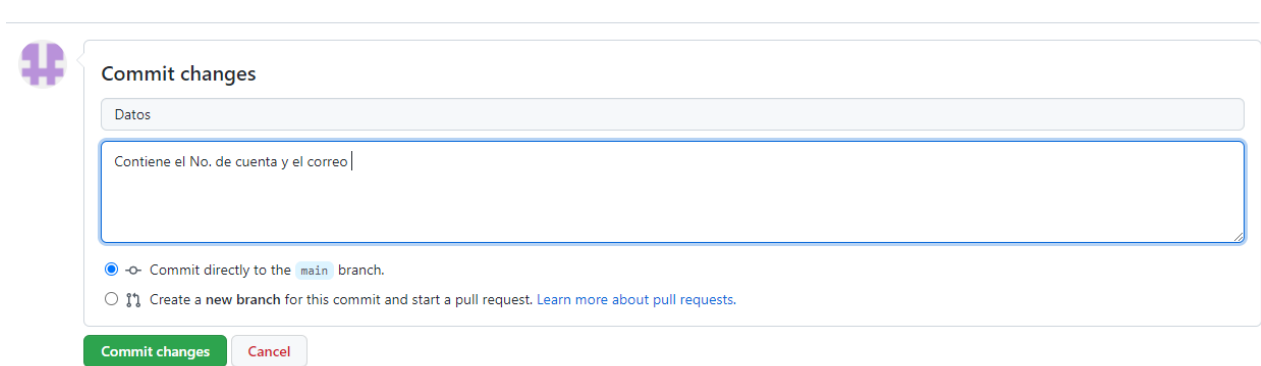 Commit changes
Datos
Contiene el No. de cuenta y el correo
Commit directly to the main branch.
Create a new branch for this commit and start a pull request. Learn more about pull requests.
Commit changes Cancel